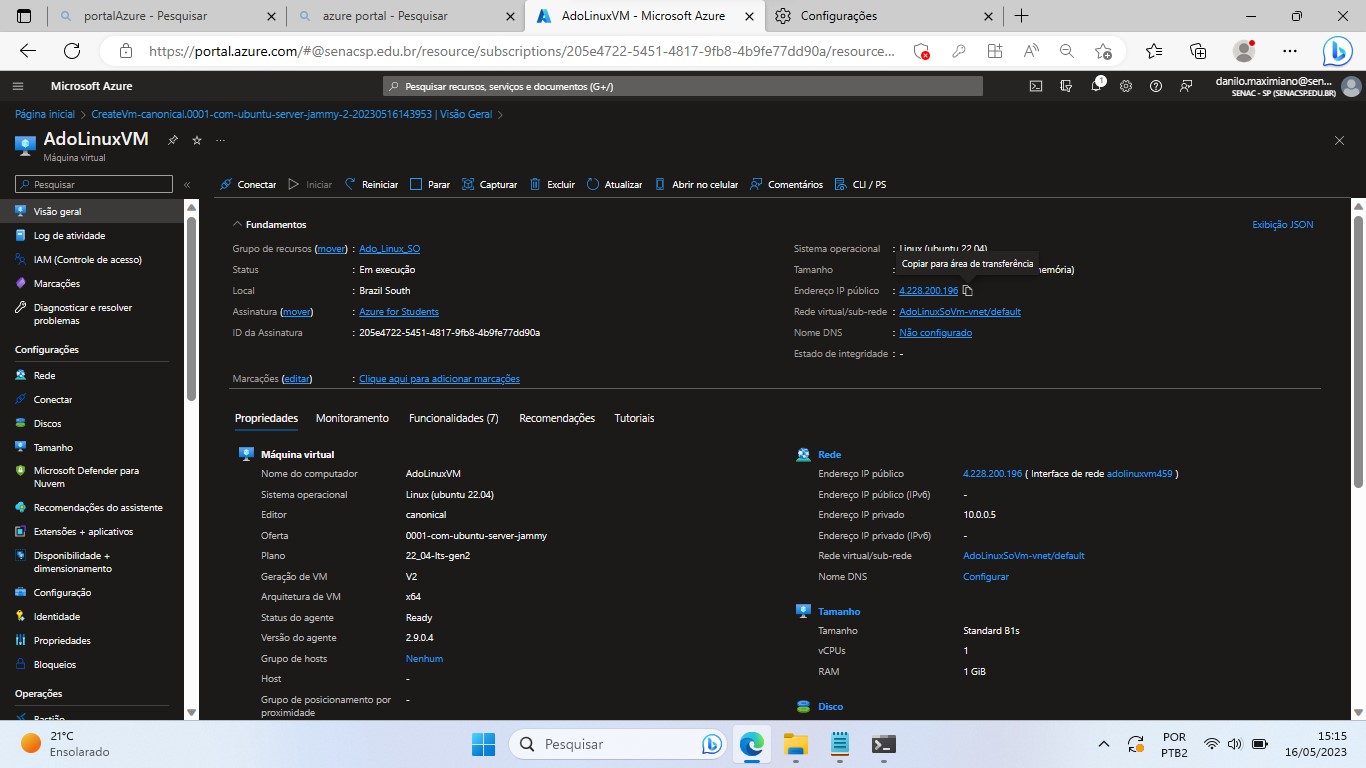 portalAzure - Pesquisar
azure portal - Pesquisar
AdoLinuxVM - Microsoft Azure
Configurações
https://portal.azure.com/#@senacsp.edu.br/resource/subscriptions/205e4722-5451-4817-9fb8-4b9fe77dd90a/resource...
Microsoft Azure
Pesquisar recursos, serviços e documentos (G+/)
1
danilo.maximiano@sen...
SENAC - SP (SENACSP.EDU.BR)
Página inicial > CreateVm-canonical.0001-com-ubuntu-server-jammy-2-20230516143953 | Visão Geral >
AdoLinuxVM
Máquina virtual
Pesquisar
Conectar Iniciar Reiniciar Parar Capturar Excluir Atualizar Abrir no celular Comentários CLI / PS
Visão geral
Log de atividade
IAM (Controle de acesso)
Marcações
Diagnosticar e resolver
problemas
Configurações
Rede
Conectar
Discos
Tamanho
Microsoft Defender para
Nuvem
Recomendações do assistente
Extensões + aplicativos
Disponibilidade +
dimensionamento
Configuração
Identidade
Propriedades
Bloqueios
Operações
Bastião
Fundamentos
Exibição JSON
Grupo de recursos (mover) : Ado_Linux_SO
Status : Em execução
Local : Brazil South
Assinatura (mover) : Azure for Students
ID da Assinatura : 205e4722-5451-4817-9fb8-4b9fe77dd90a
Sistema operacional : Linux (ubuntu 22.04)
Copiar para área de transferência
Tamanho : memória)
Endereço IP público : 4.228.200.196
Rede virtual/sub-rede : AdoLinuxSoVm-vnet/default
Nome DNS : Não configurado
Estado de integridade : -
Marcações (editar) : Clique aqui para adicionar marcações
Propriedades Monitoramento Funcionalidades (7) Recomendações Tutoriais
Máquina virtual
Nome do computador AdoLinuxVM
Sistema operacional Linux (ubuntu 22.04)
Editor canonical
Oferta 0001-com-ubuntu-server-jammy
Plano 22_04-lts-gen2
Geração de VM V2
Arquitetura de VM x64
Status do agente Ready
Versão do agente 2.9.0.4
Grupo de hosts Nenhum
Host -
Grupo de posicionamento por -
proximidade
Rede
Endereço IP público 4.228.200.196 ( Interface de rede adolinuxvm459 )
Endereço IP público (IPv6) -
Endereço IP privado 10.0.0.5
Endereço IP privado (IPv6) -
Rede virtual/sub-rede AdoLinuxSoVm-vnet/default
Nome DNS Configurar
Tamanho
Tamanho Standard B1s
vCPUs 1
RAM 1 GiB
Disco
21°C
Ensolarado
Pesquisar
POR
PTB2
15:15
16/05/2023